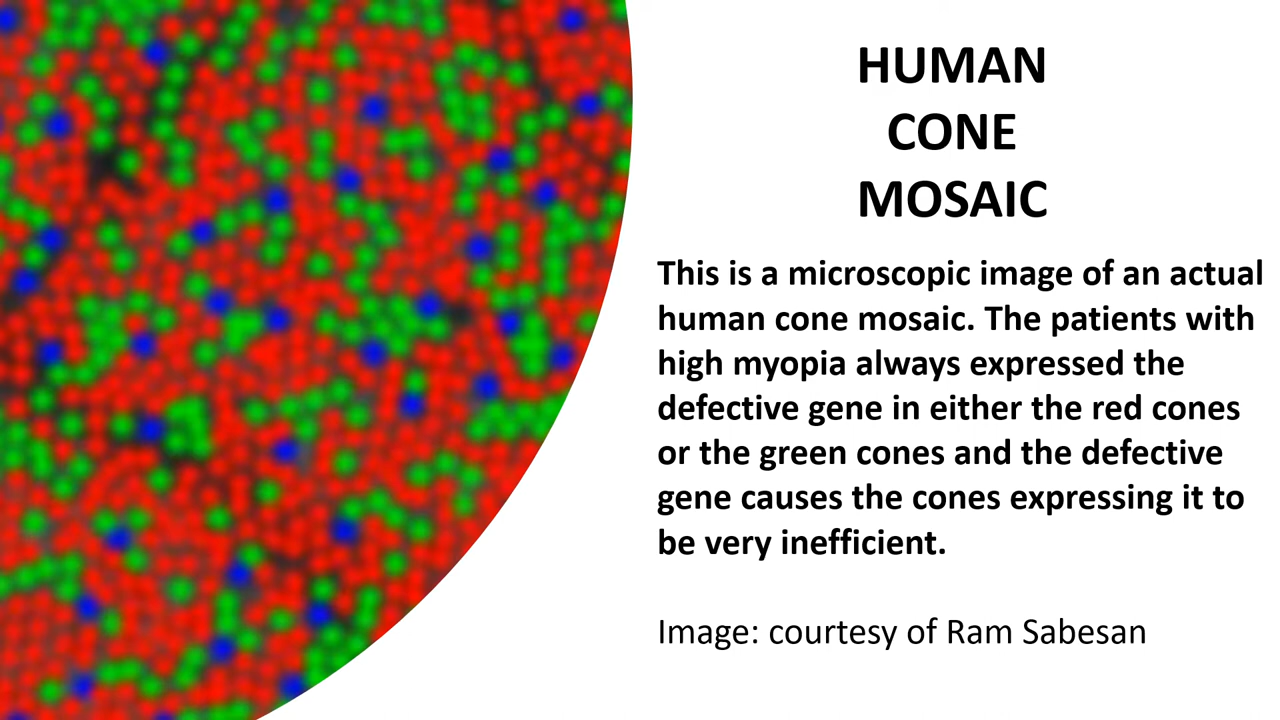 HUMAN
CONE
MOSAIC
This is a microscopic image of an actual
human cone mosaic. The patients with
high myopia always expressed the
defective gene in either the red cones
or the green cones and the defective
gene causes the cones expressing it to
be very inefficient.
Image: courtesy of Ram Sabesan